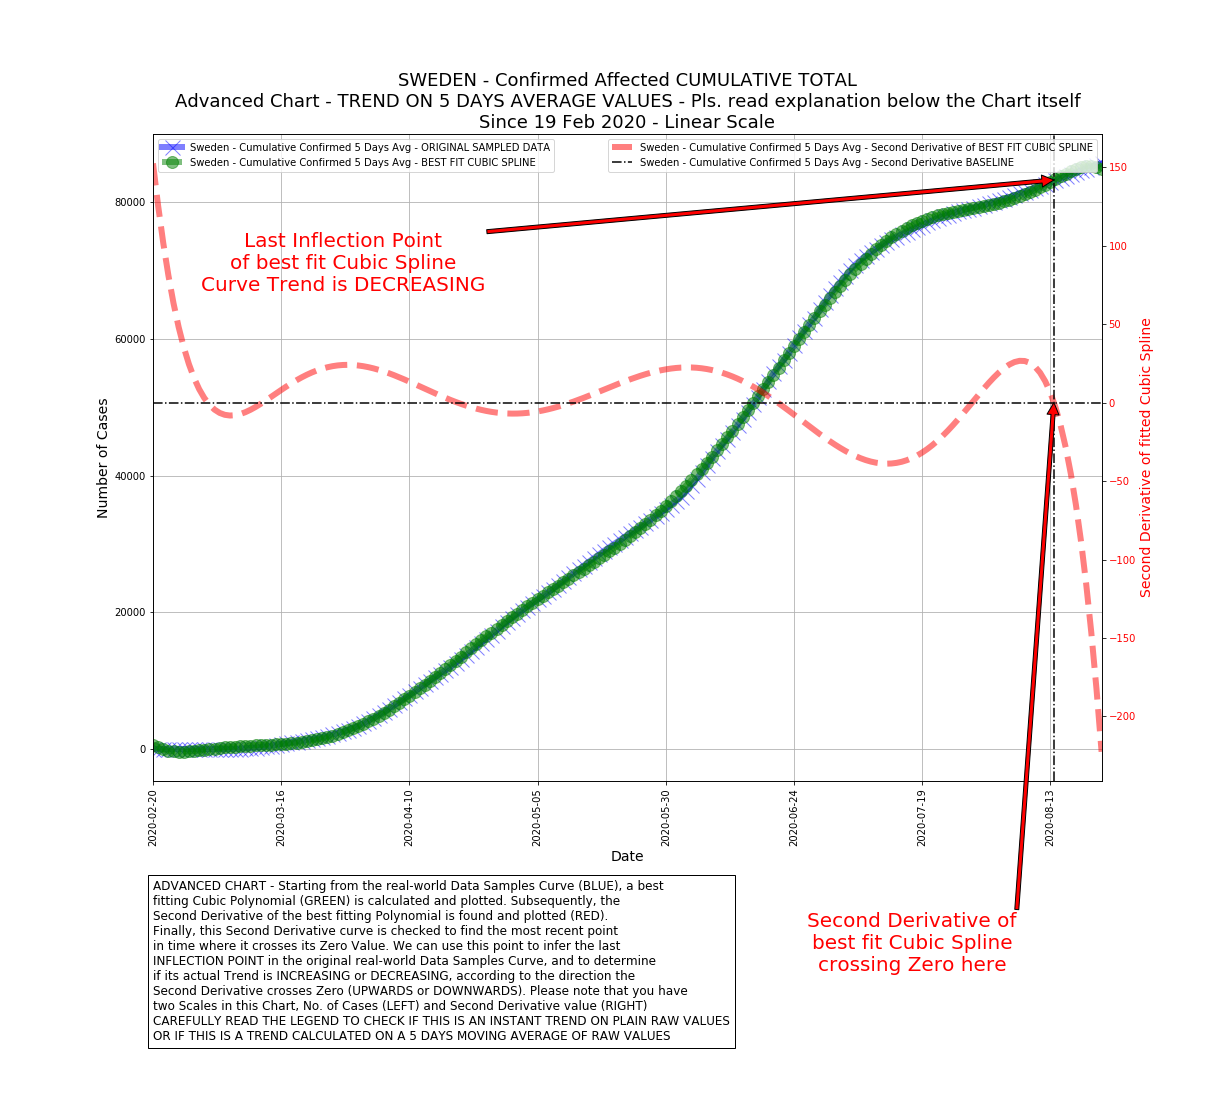 SWEDEN - Confirmed Affected CUMULATIVE TOTAL
Advanced Chart - TREND ON 5 DAYS AVERAGE VALUES - Pls. read explanation below the Chart itself
Since 19 Feb 2020 - Linear Scale
Sweden - Cumulative Confirmed 5 Days Avg - ORIGINAL SAMPLED DATA
Sweden - Cumulative Confirmed 5 Days Avg - BEST FIT CUBIC SPLINE
Sweden - Cumulative Confirmed 5 Days Avg - Second Derivative of BEST FIT CUBIC SPLINE
Sweden - Cumulative Confirmed 5 Days Avg - Second Derivative BASELINE
Last Inflection Point
of best fit Cubic Spline
Curve Trend is DECREASING
Number of Cases
80000
60000
40000
20000
0
150
100
50
0
−50
−100
−150
−200
Second Derivative of fitted Cubic Spline
2020-02-20
2020-03-16
2020-04-10
2020-05-05
2020-05-30
2020-06-24
2020-07-19
2020-08-13
Date
Second Derivative of
best fit Cubic Spline
crossing Zero here
ADVANCED CHART - Starting from the real-world Data Samples Curve (BLUE), a best
fitting Cubic Polynomial (GREEN) is calculated and plotted. Subsequently, the
Second Derivative of the best fitting Polynomial is found and plotted (RED).
Finally, this Second Derivative curve is checked to find the most recent point
in time where it crosses its Zero Value. We can use this point to infer the last
INFLECTION POINT in the original real-world Data Samples Curve, and to determine
if its actual Trend is INCREASING or DECREASING, according to the direction the
Second Derivative crosses Zero (UPWARDS or DOWNWARDS). Please note that you have
two Scales in this Chart, No. of Cases (LEFT) and Second Derivative value (RIGHT)
CAREFULLY READ THE LEGEND TO CHECK IF THIS IS AN INSTANT TREND ON PLAIN RAW VALUES
OR IF THIS IS A TREND CALCULATED ON A 5 DAYS MOVING AVERAGE OF RAW VALUES